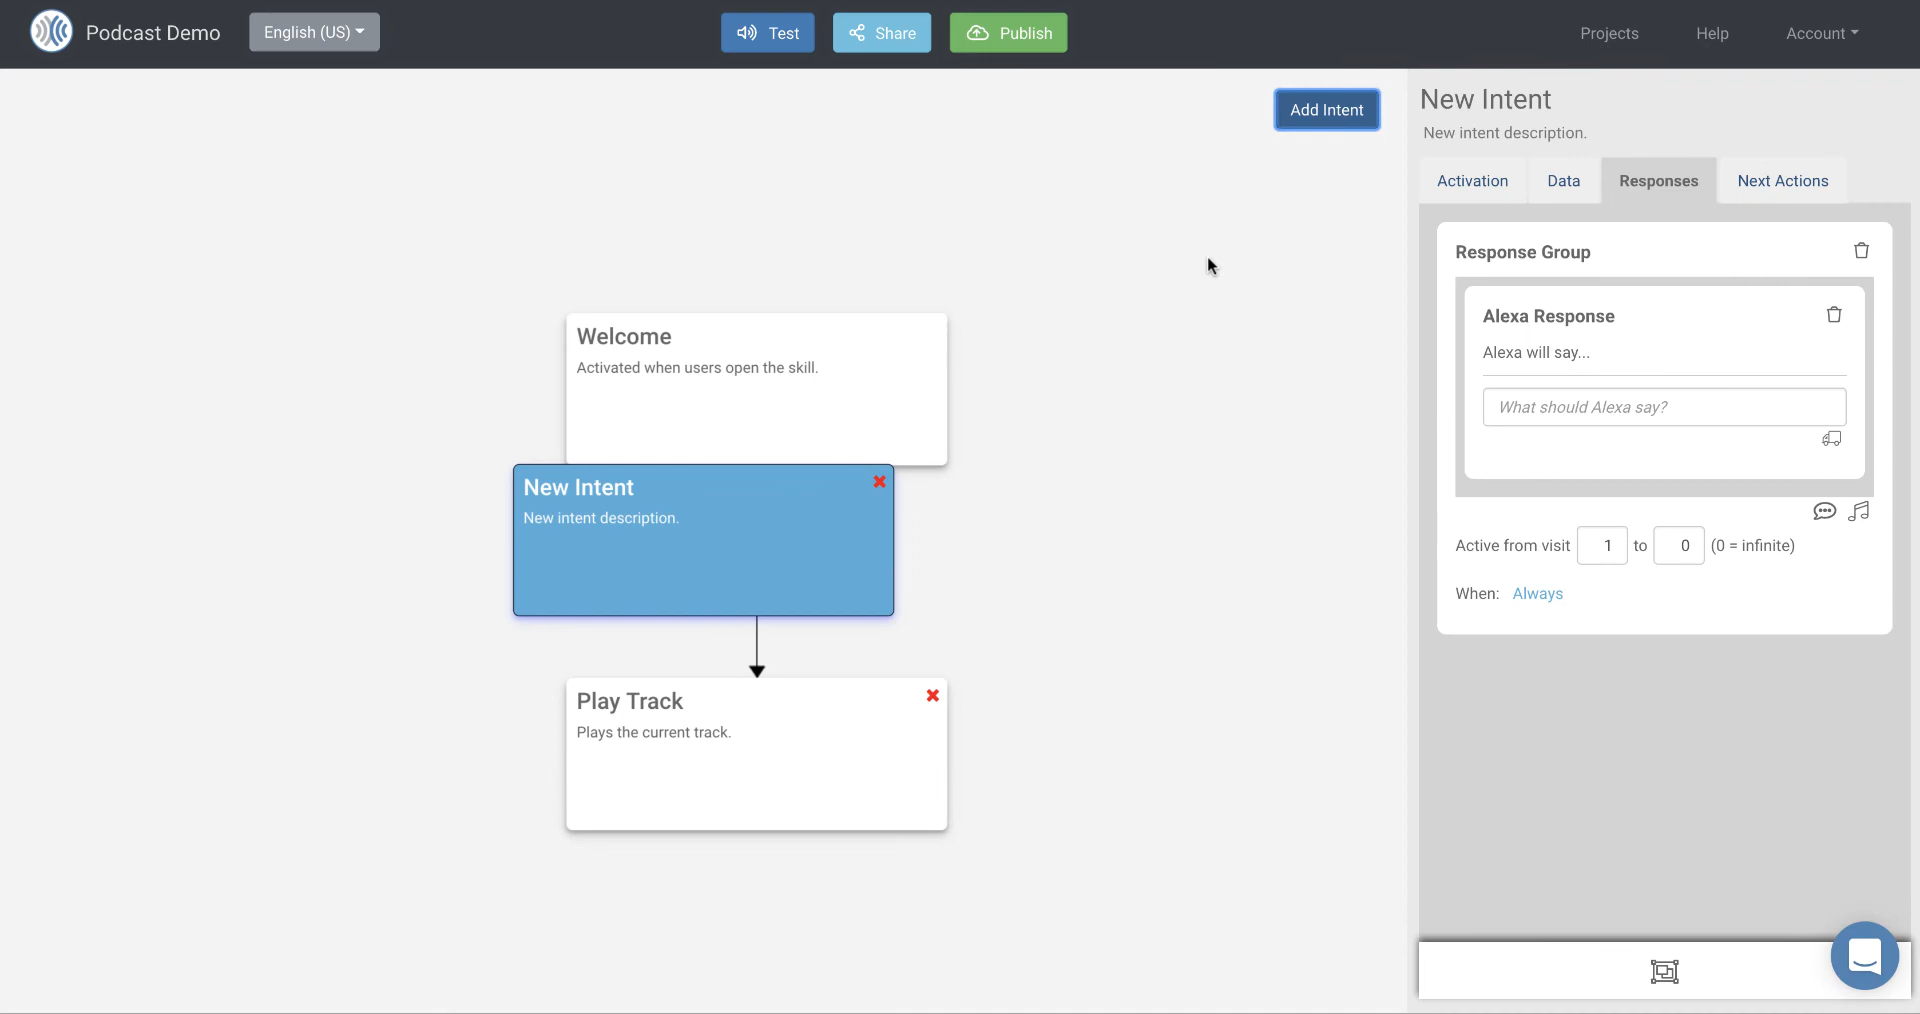 Podcast Demo
English (US)
Test
Share
Publish
Projects
Help
Account
Add Intent
Welcome
Activated when users open the skill.
New Intent
New intent description.
Play Track
Plays the current track.
New Intent
New intent description.
Activation
Data
Responses
Next Actions
Response Group
Alexa Response
Alexa will say...
What should Alexa say?
Active from visit 1 to 0 (0 = infinite)
When: Always